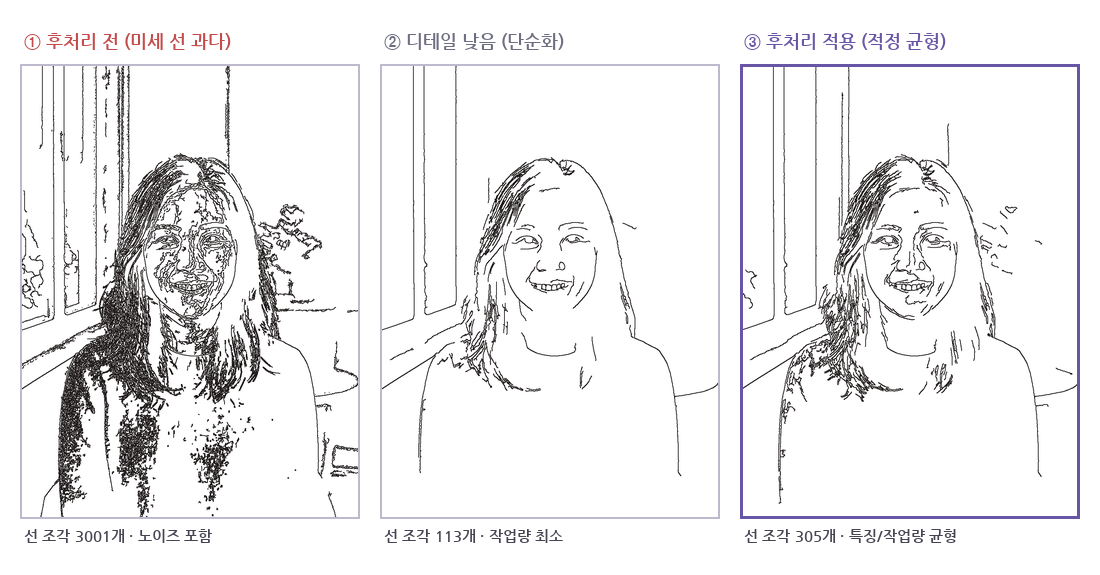 ① 후처리 전 (미세 선 과다)
② 디테일 낮음 (단순화)
③ 후처리 적용 (적정 균형)
선 조각 3001개 · 노이즈 포함
선 조각 113개 · 작업량 최소
선 조각 305개 · 특징/작업량 균형